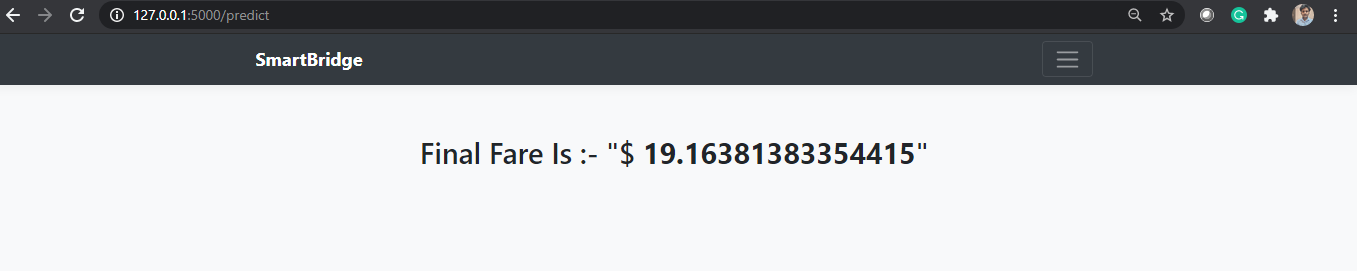 127.0.0.1:5000/predict
SmartBridge
Final Fare Is :- "$ 19.16381383354415"